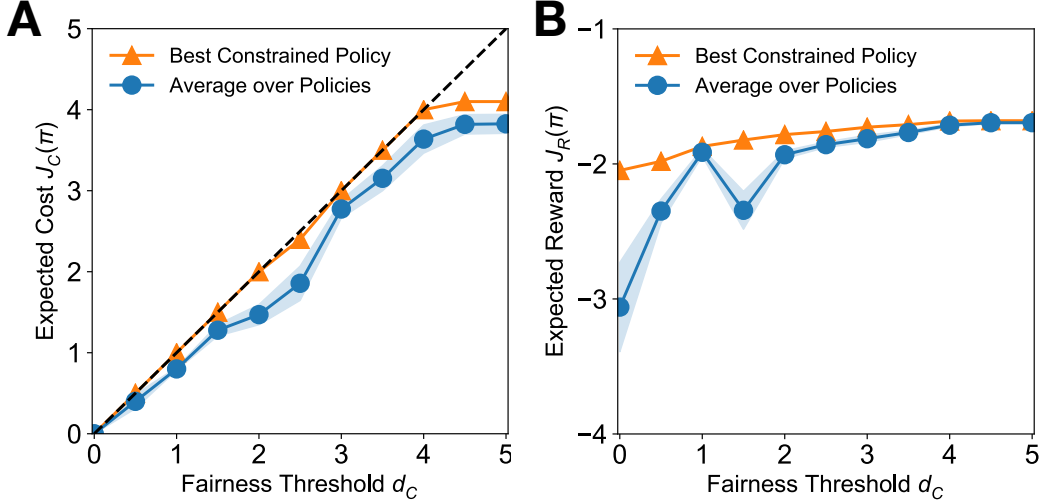 A
Best Constrained Policy
Average over Policies
Expected Cost J_C(π)
5
4
3
2
1
0
0 1 2 3 4 5
Fairness Threshold d_C
B
Best Constrained Policy
Average over Policies
Expected Reward J_R(π)
−1
−2
−3
−4
0 1 2 3 4 5
Fairness Threshold d_C